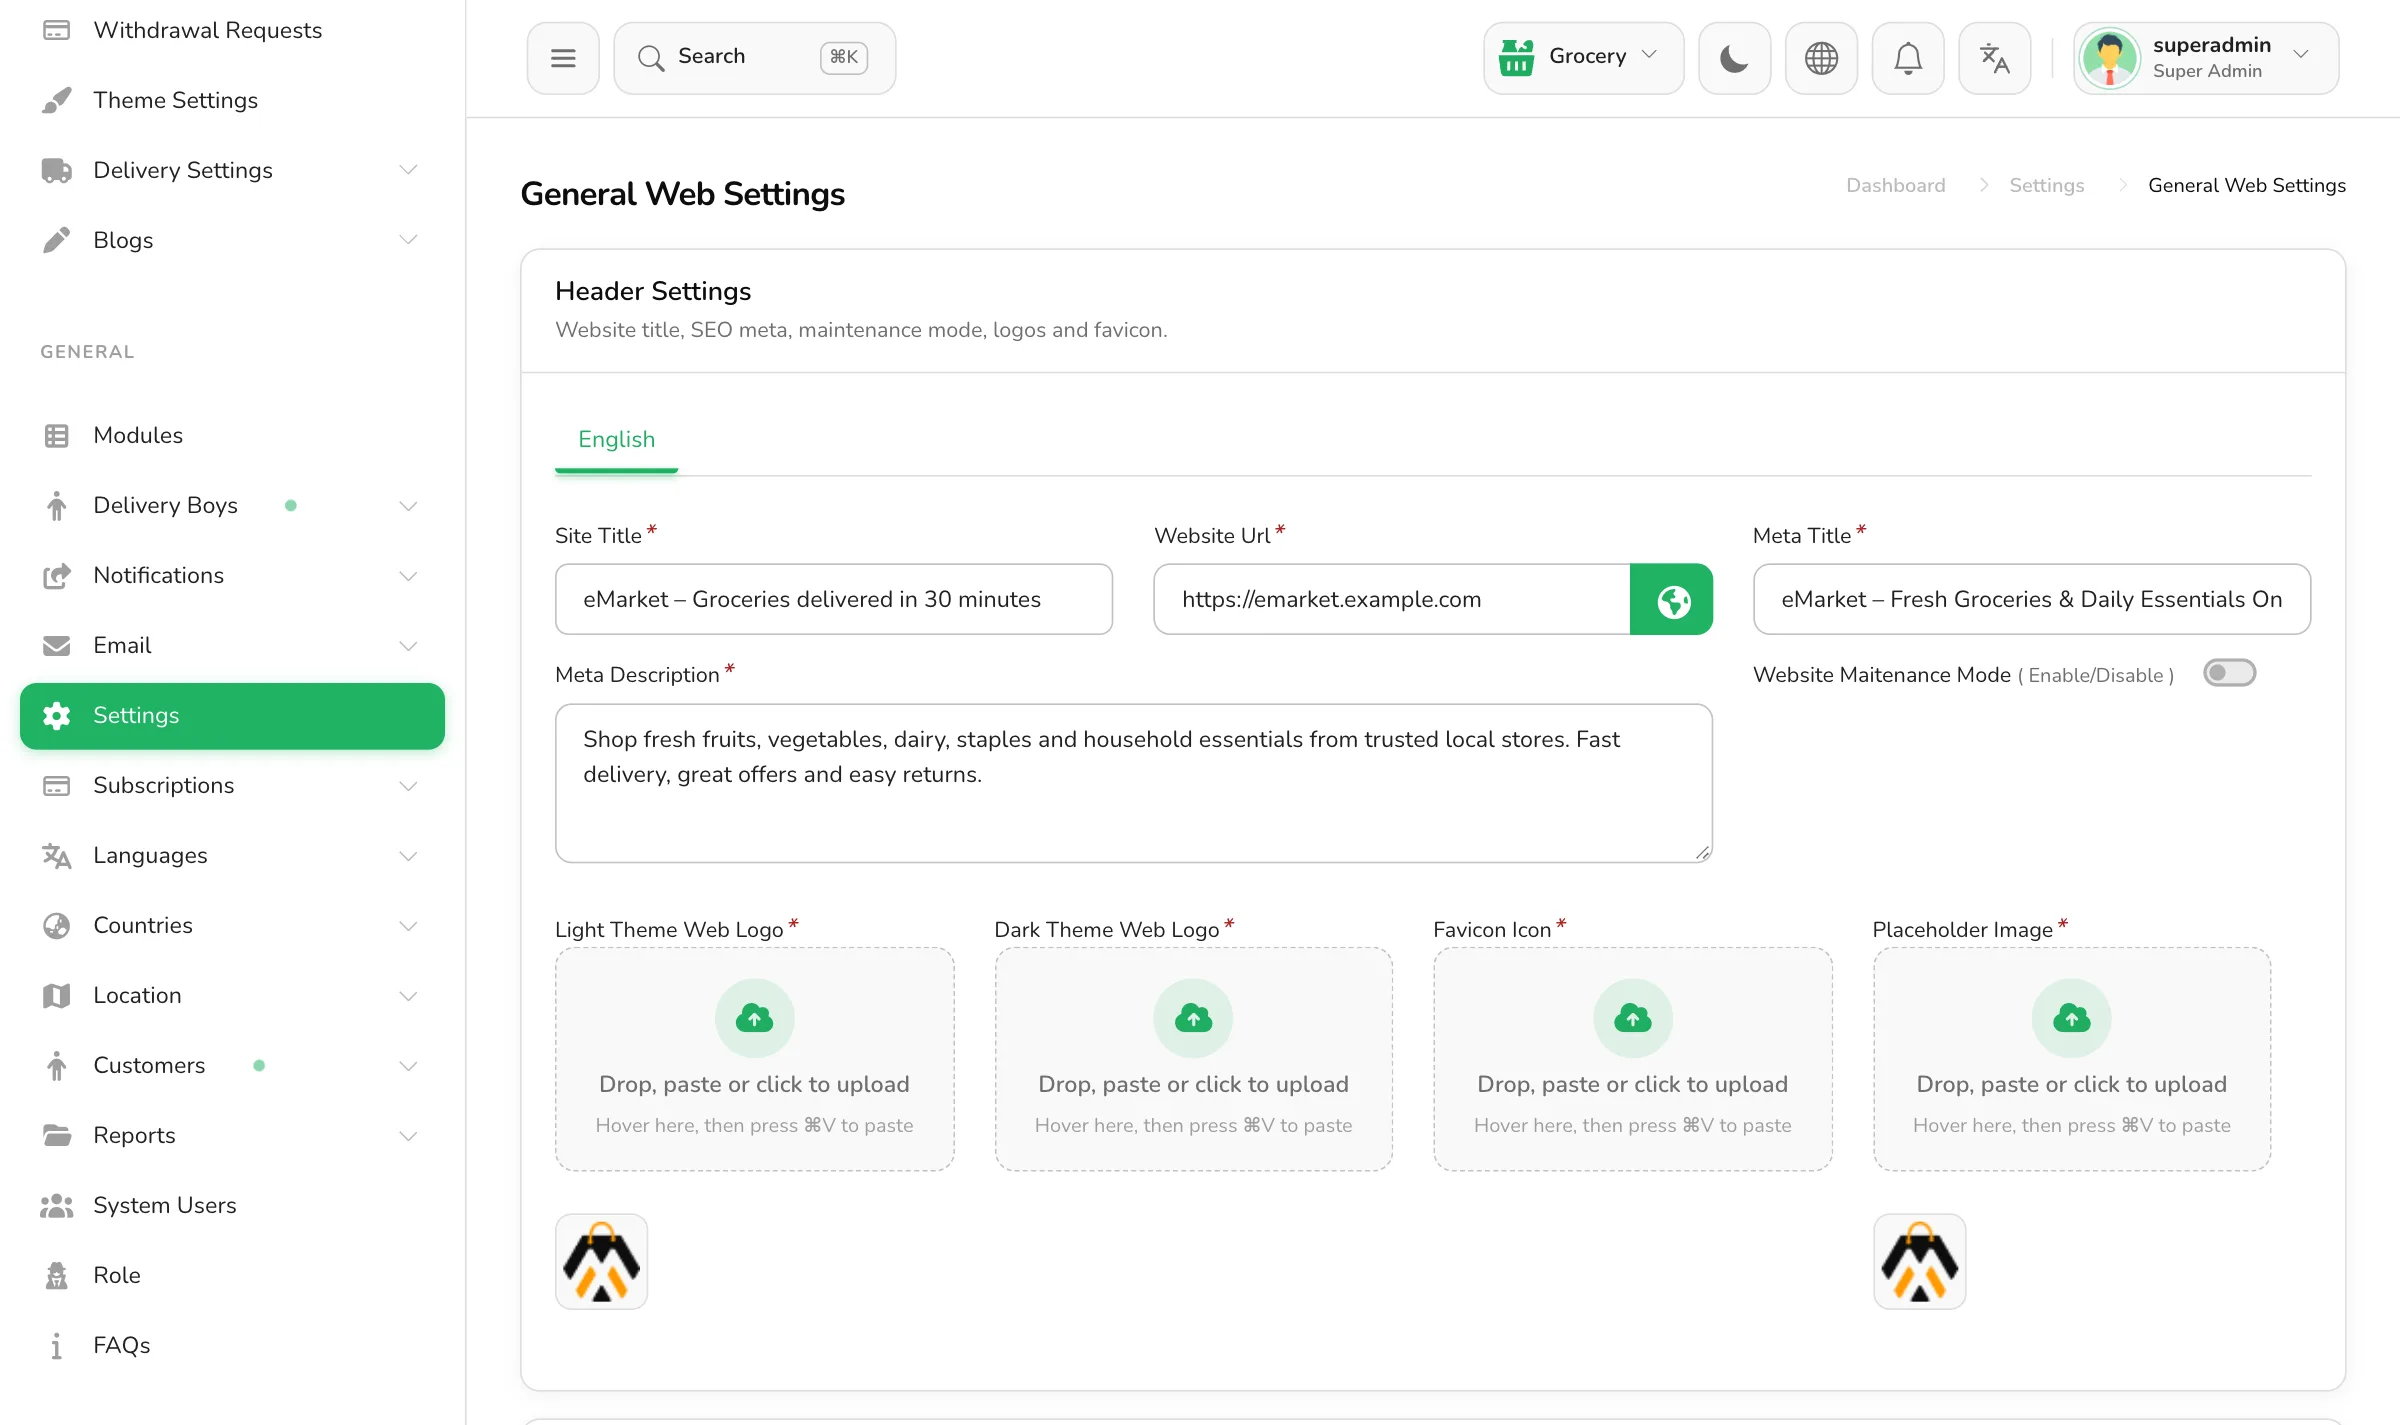 Withdrawal Requests
Theme Settings
Delivery Settings
Blogs
GENERAL
Modules
Delivery Boys
Notifications
Email
Settings
Subscriptions
Languages
Countries
Location
Customers
Reports
System Users
Role
FAQs
Search ⌘K
Grocery
superadmin
Super Admin
General Web Settings
Dashboard Settings General Web Settings
Header Settings
Website title, SEO meta, maintenance mode, logos and favicon.
English
Site Title * Website Url * Meta Title *
eMarket – Groceries delivered in 30 minutes https://emarket.example.com eMarket – Fresh Groceries & Daily Essentials On
Meta Description * Website Maitenance Mode ( Enable/Disable )
Shop fresh fruits, vegetables, dairy, staples and household essentials from trusted local stores. Fast
delivery, great offers and easy returns.
Light Theme Web Logo * Dark Theme Web Logo * Favicon Icon * Placeholder Image *
Drop, paste or click to upload Drop, paste or click to upload Drop, paste or click to upload Drop, paste or click to upload
Hover here, then press ⌘V to paste Hover here, then press ⌘V to paste Hover here, then press ⌘V to paste Hover here, then press ⌘V to paste